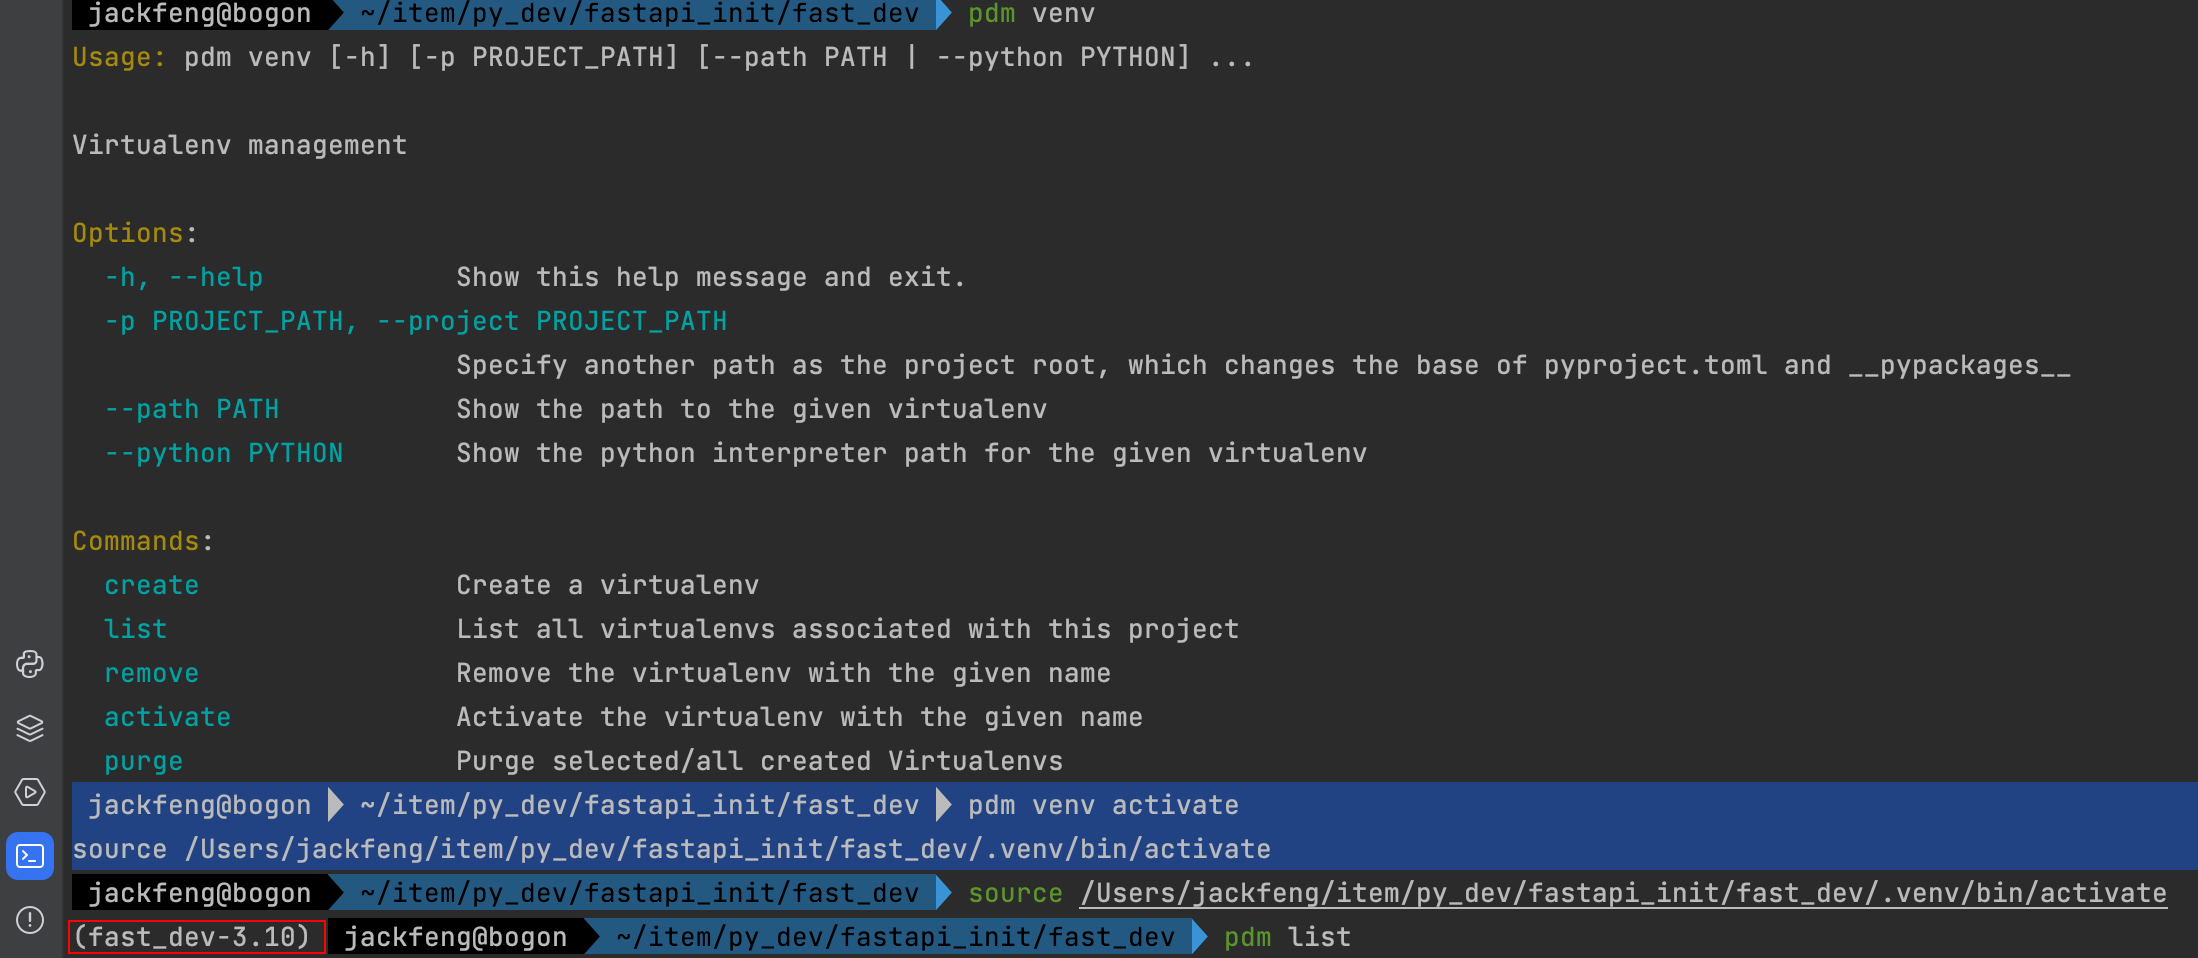 jackfeng@bogon ~/item/py_dev/fastapi_init/fast_dev pdm venv
Usage: pdm venv [-h] [-p PROJECT_PATH] [--path PATH | --python PYTHON] ...
Virtualenv management
Options:
-h, --help Show this help message and exit.
-p PROJECT_PATH, --project PROJECT_PATH
Specify another path as the project root, which changes the base of pyproject.toml and __pypackages__
--path PATH Show the path to the given virtualenv
--python PYTHON Show the python interpreter path for the given virtualenv
Commands:
create Create a virtualenv
list List all virtualenvs associated with this project
remove Remove the virtualenv with the given name
activate Activate the virtualenv with the given name
purge Purge selected/all created Virtualenvs
jackfeng@bogon ~/item/py_dev/fastapi_init/fast_dev pdm venv activate
source /Users/jackfeng/item/py_dev/fastapi_init/fast_dev/.venv/bin/activate
jackfeng@bogon ~/item/py_dev/fastapi_init/fast_dev source /Users/jackfeng/item/py_dev/fastapi_init/fast_dev/.venv/bin/activate
(fast_dev-3.10) jackfeng@bogon ~/item/py_dev/fastapi_init/fast_dev pdm list